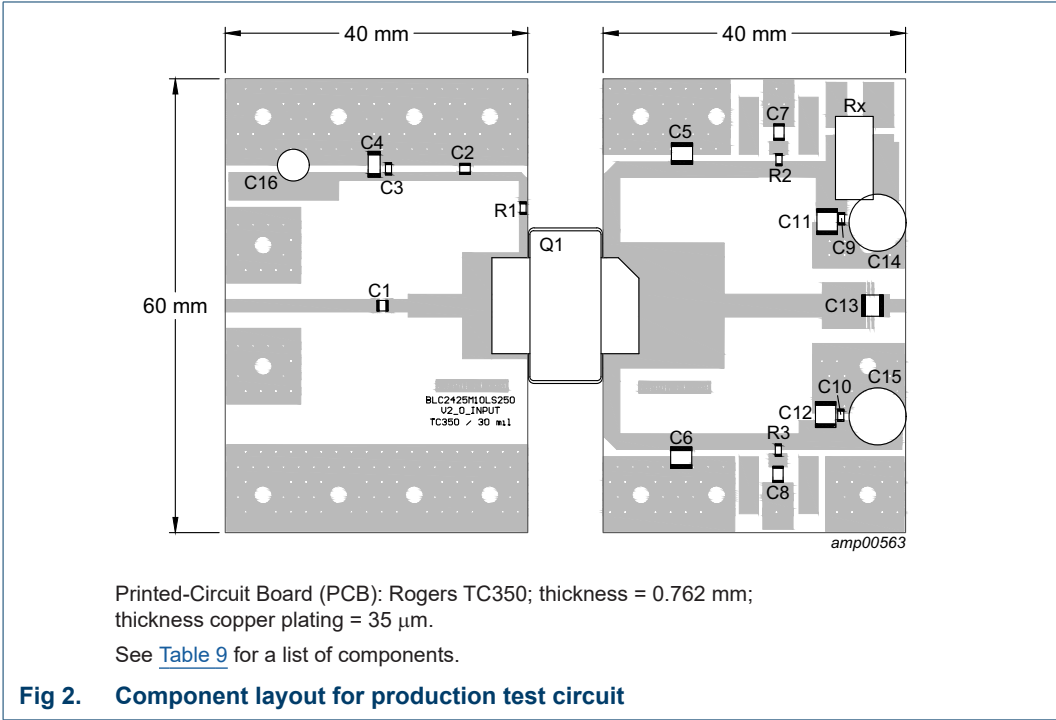 40 mm
40 mm
60 mm
C4
C2
C16
C3
R1
C1
Q1
BLC2425M10LS250
V2_0_INPUT
TC350 / 30 mil
C5
C7
Rx
R2
C11
C9
C14
C13
C10
C15
C12
C6
R3
C8
amp00563
Printed-Circuit Board (PCB): Rogers TC350; thickness = 0.762 mm;
thickness copper plating = 35 μm.
See Table 9 for a list of components.
Fig 2. Component layout for production test circuit